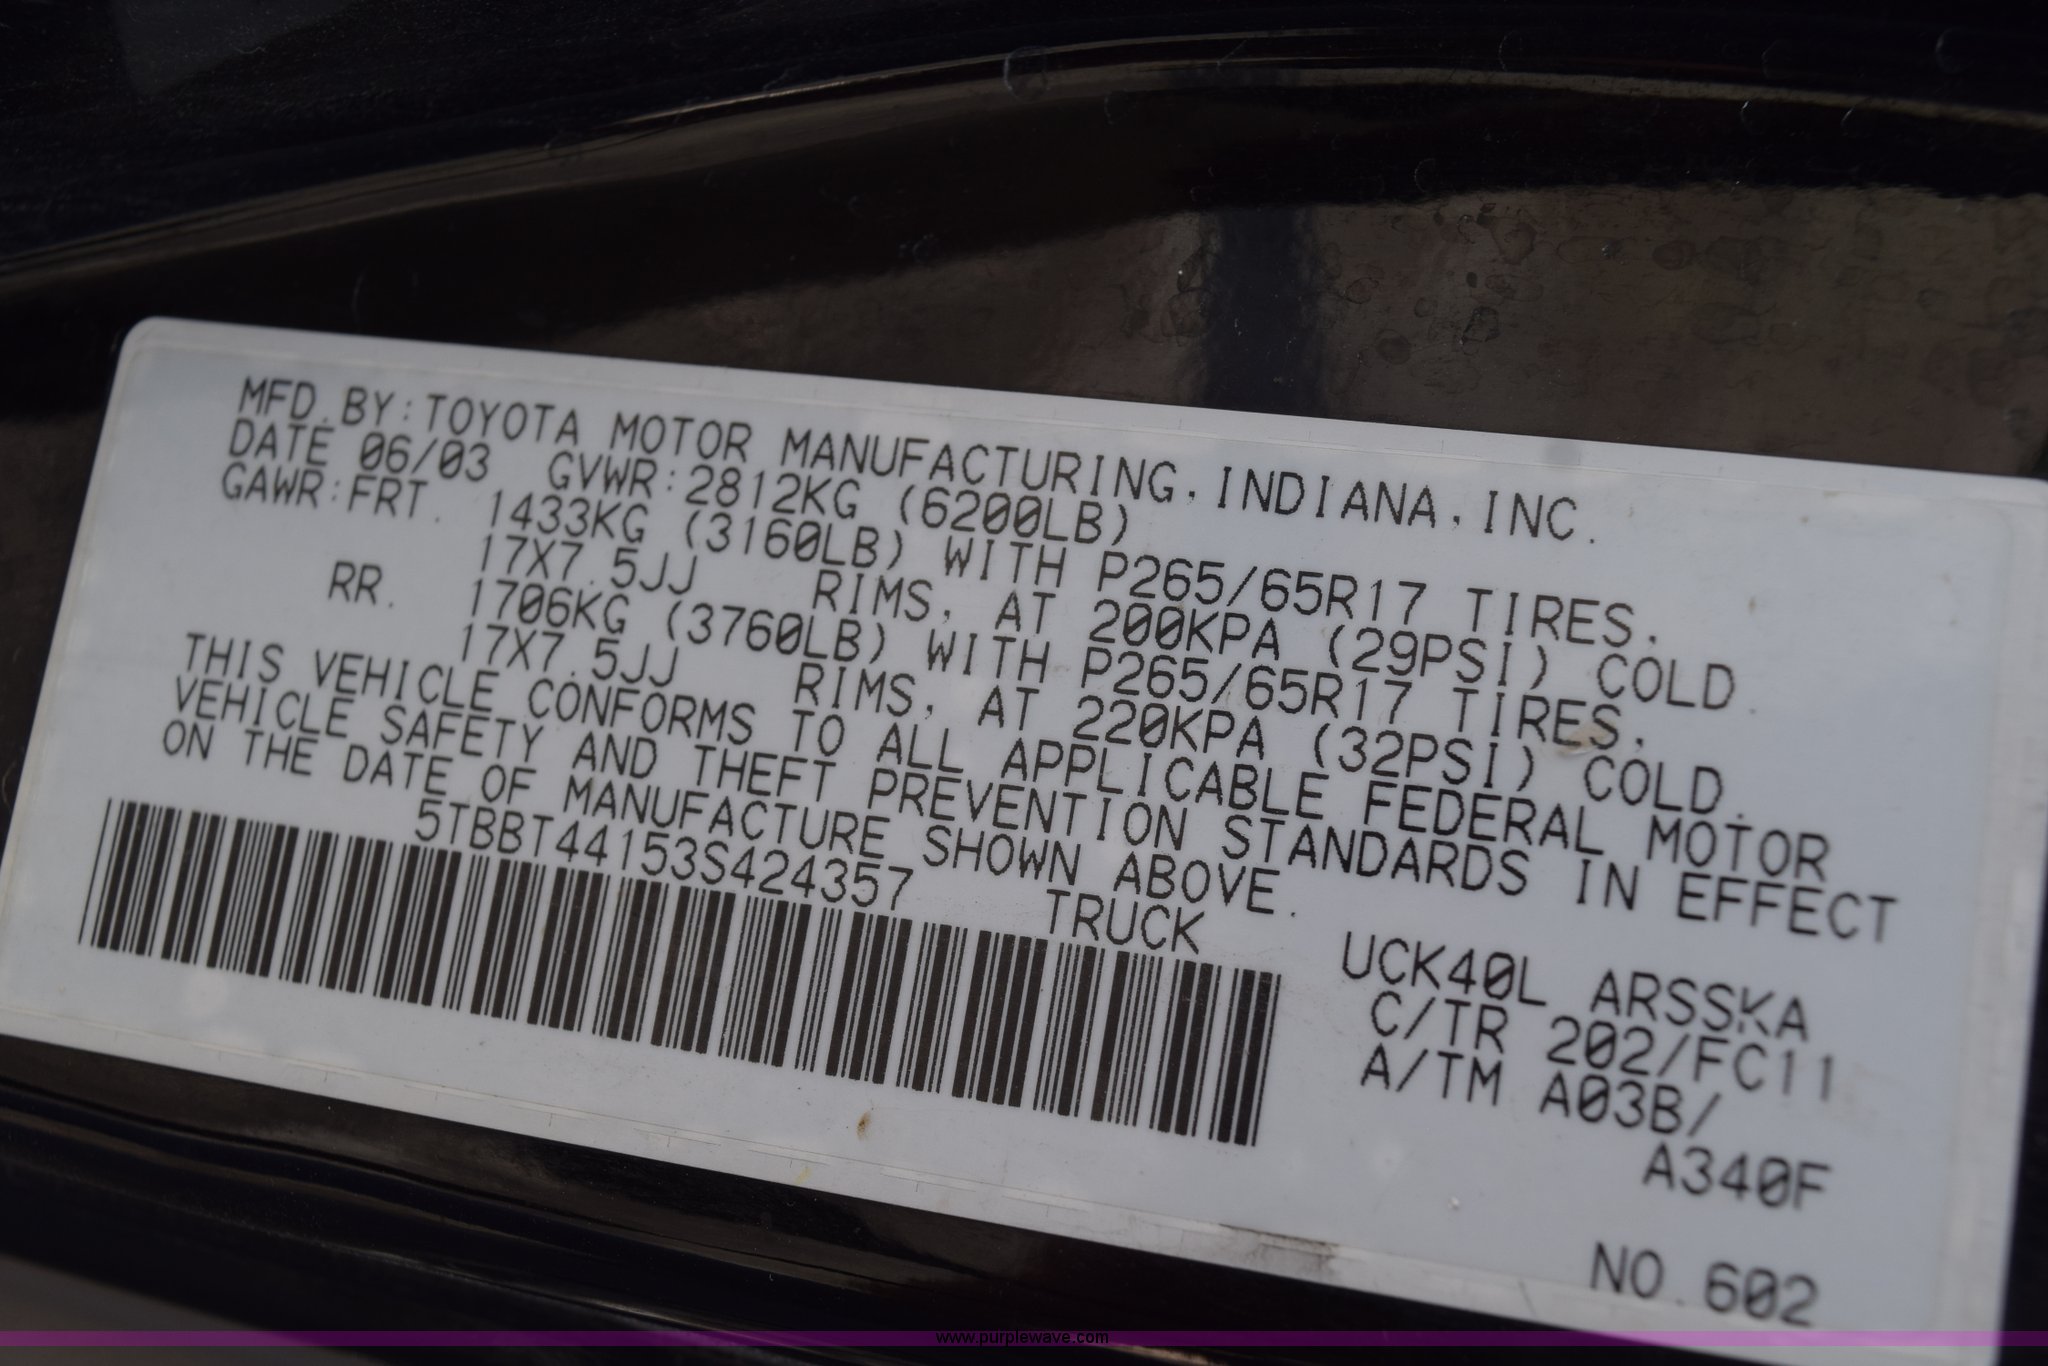 MFD.BY:TOYOTA MOTOR MANUFACTURING,INDIANA,INC.
DATE 06/03 GVWR:2812KG (6200LB)
GAWR:FRT. 1433KG (3160LB) WITH P265/65R17 TIRES,
17X7.5JJ RIMS, AT 200KPA (29PSI) COLD.
RR. 1706KG (3760LB) WITH P265/65R17 TIRES,
17X7.5JJ RIMS, AT 220KPA (32PSI) COLD.
THIS VEHICLE CONFORMS TO ALL APPLICABLE FEDERAL MOTOR
VEHICLE SAFETY AND THEFT PREVENTION STANDARDS IN EFFECT
ON THE DATE OF MANUFACTURE SHOWN ABOVE.
5TBBT44153S424357 TRUCK
UCK40L ARSSKA
C/TR 202/FC11
A/TM A03B/
A340F
NO.602
www.purplewave.com